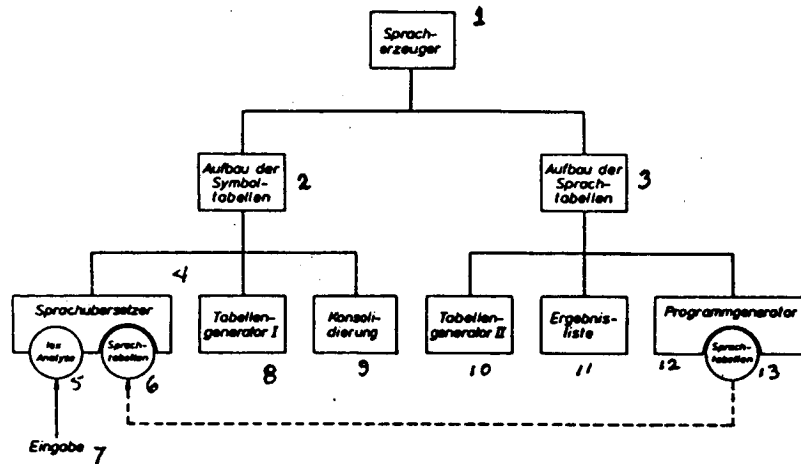 1
Sprach-
erzeuger
Aufbau der
Symbol-
tabellen
2
Aufbau der
Sprach-
tabellen
3
4
Sprachubersetzer
lex
Analyse
5
Sprach-
tabellen
6
Tabellen-
generator I
8
Konsoli-
dierung
9
Tabellen-
generator II
10
Ergebnis-
liste
11
Programmgenerator
12
Sprach-
tabellen
13
Eingabe 7